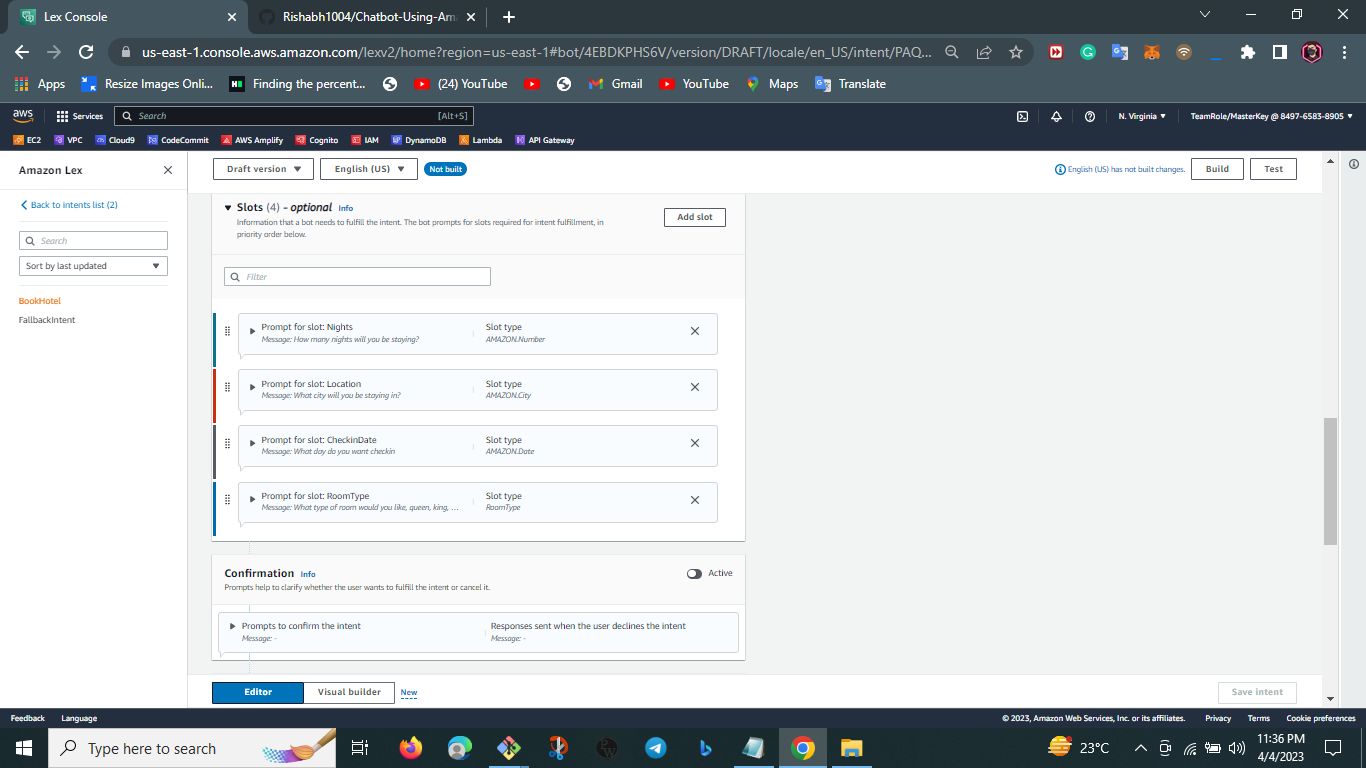 Lex Console
Rishabh1004/Chatbot-Using-Ama
us-east-1.console.aws.amazon.com/lexv2/home?region=us-east-1#bot/4EBDKPHS6V/version/DRAFT/locale/en_US/intent/PAQ...
Apps
Resize Images Onli...
Finding the percent...
(24) YouTube
Gmail
YouTube
Maps
Translate
aws
Services
Search
[Alt+S]
N. Virginia
TeamRole/MasterKey @ 8497-6583-8905
EC2
VPC
Cloud9
CodeCommit
AWS Amplify
Cognito
IAM
DynamoDB
Lambda
API Gateway
Amazon Lex
Back to intents list (2)
Search
Sort by last updated
BookHotel
FallbackIntent
Draft version
English (US)
Not built
English (US) has not built changes.
Build
Test
Slots (4) - optional Info
Information that a bot needs to fulfill the intent. The bot prompts for slots required for intent fulfillment, in
priority order below.
Add slot
Filter
Prompt for slot: Nights
Message: How many nights will you be staying?
Slot type
AMAZON.Number
Prompt for slot: Location
Message: What city will you be staying in?
Slot type
AMAZON.City
Prompt for slot: CheckinDate
Message: What day do you want checkin
Slot type
AMAZON.Date
Prompt for slot: RoomType
Message: What type of room would you like, queen, king, ...
Slot type
RoomType
Confirmation Info
Prompts help to clarify whether the user wants to fulfill the intent or cancel it.
Active
Prompts to confirm the intent
Message: -
Responses sent when the user declines the intent
Message: -
Editor
Visual builder
New
Save intent
Feedback
Language
© 2023, Amazon Web Services, Inc. or its affiliates.
Privacy
Terms
Cookie preferences
Type here to search
23°C
11:36 PM
4/4/2023